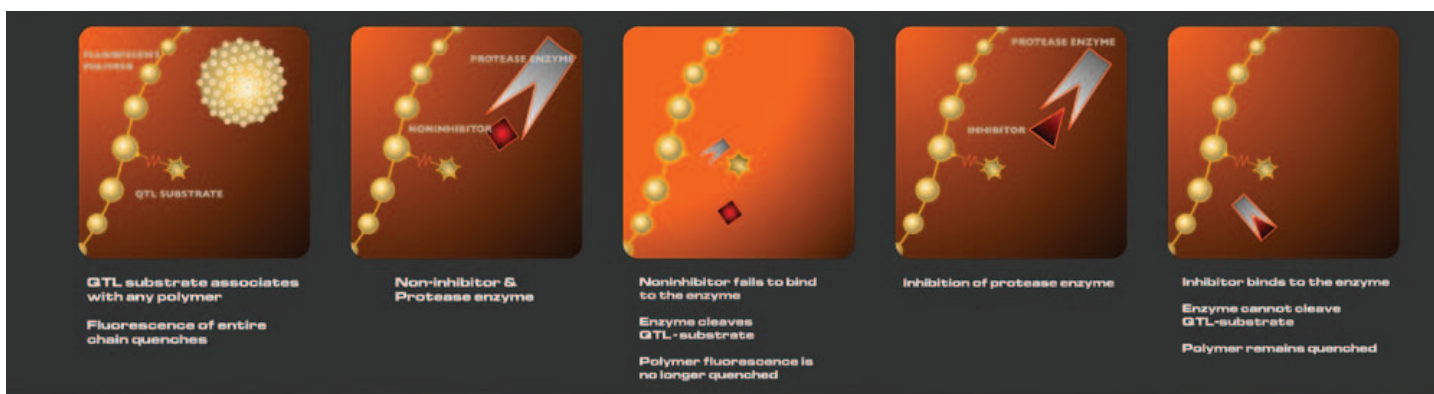 FLUORESCENT
POLYMER
QTL SUBSTRATE
QTL substrate associates
with any polymer
Fluorescence of entire
chain quenches
PROTEASE ENZYME
NONINHIBITOR
Non-inhibitor &
Protease enzyme
Noninhibitor fails to bind
to the enzyme
Enzyme cleaves
QTL-substrate
Polymer fluorescence is
no longer quenched
PROTEASE ENZYME
INHIBITOR
Inhibition of protease enzyme
Inhibitor binds to the enzyme
Enzyme cannot cleave
QTL-substrate
Polymer remains quenched